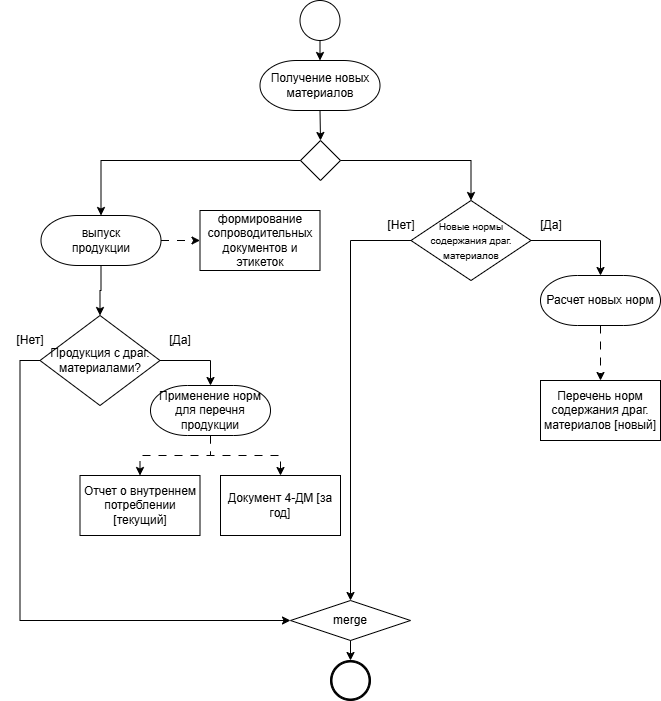 Получение новых
материалов
выпуск
продукции
формирование
сопроводительных
документов и
этикеток
[Нет]
Новые нормы
содержания драг.
материалов
[Да]
Расчет новых норм
[Нет]
Продукция с драг.
материалами?
[Да]
Применение норм
для перечня
продукции
Перечень норм
содержания драг.
материалов [новый]
Отчет о внутреннем
потреблении
[текущий]
Документ 4-ДМ [за
год]
merge